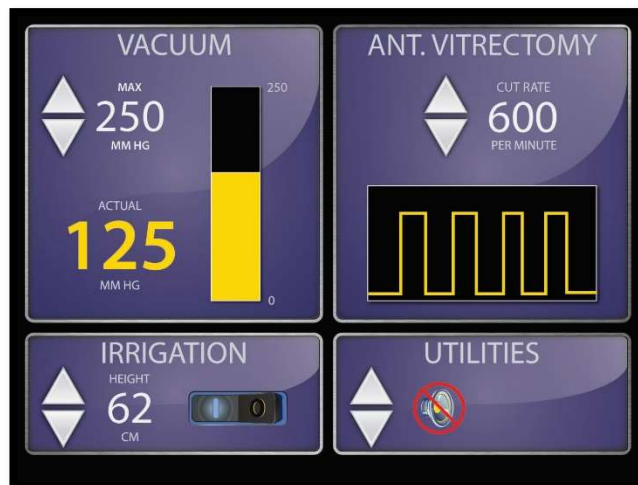 VACUUM
MAX
250
MM HG
250
ACTUAL
125
MM HG
0
ANT. VITRECTOMY
CUT RATE
600
PER MINUTE
IRRIGATION
HEIGHT
62
CM
UTILITIES